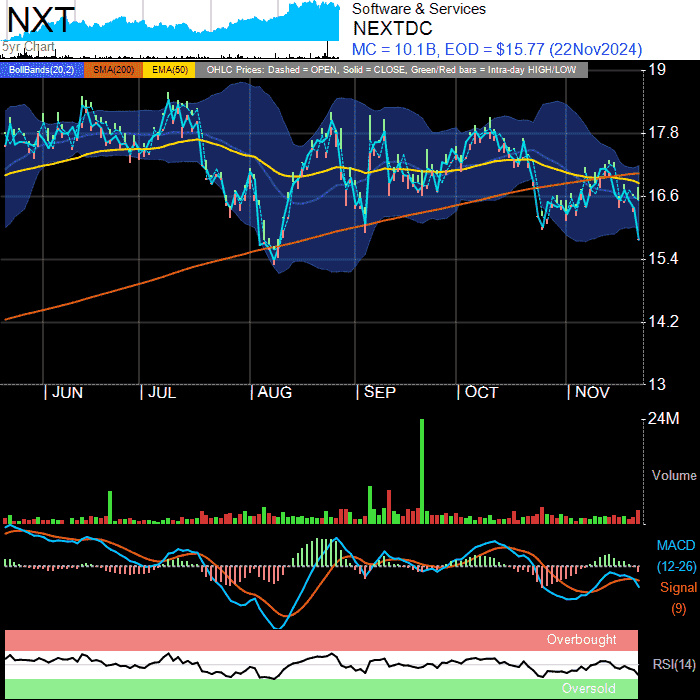 NXT
5yr Chart
Software & Services
NEXTDC
MC = 10.1B, EOD = $15.77 (22Nov2024)
BollBands(20,2) SMA(200) EMA(50) OHLC Prices: Dashed = OPEN, Solid = CLOSE, Green/Red bars = Intra-day HIGH/LOW
19
17.8
16.6
15.4
14.2
13
JUN JUL AUG SEP OCT NOV
24M
Volume
MACD
(12-26)
Signal
(9)
Overbought
RSI(14)
Oversold